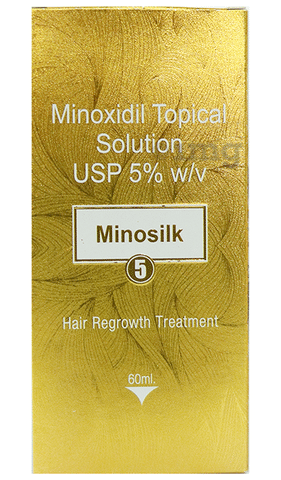 Minoxidil Topical
Solution
USP 5% w/v
Minosilk
5
Hair Regrowth Treatment
60ml.